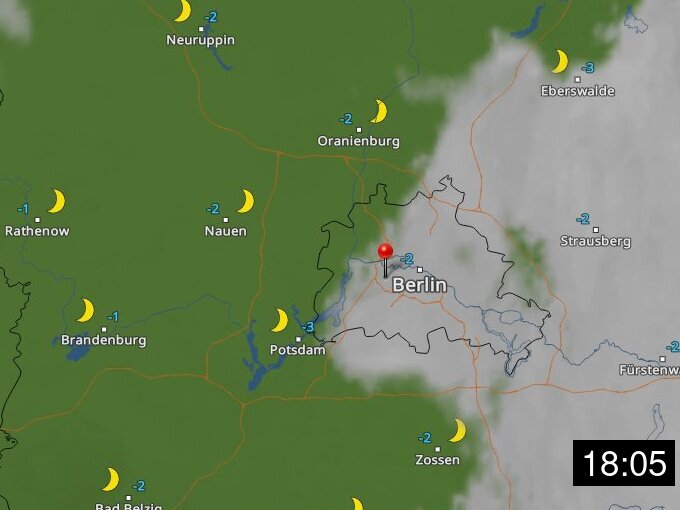 -2
Neuruppin
-3
Eberswalde
-2
Oranienburg
-1
Rathenow
-2
Nauen
-2
Strausberg
-2
Berlin
-1
Brandenburg
-3
Potsdam
-2
Fürstenwa
-2
Zossen
-2
Bad Belzig
18:05